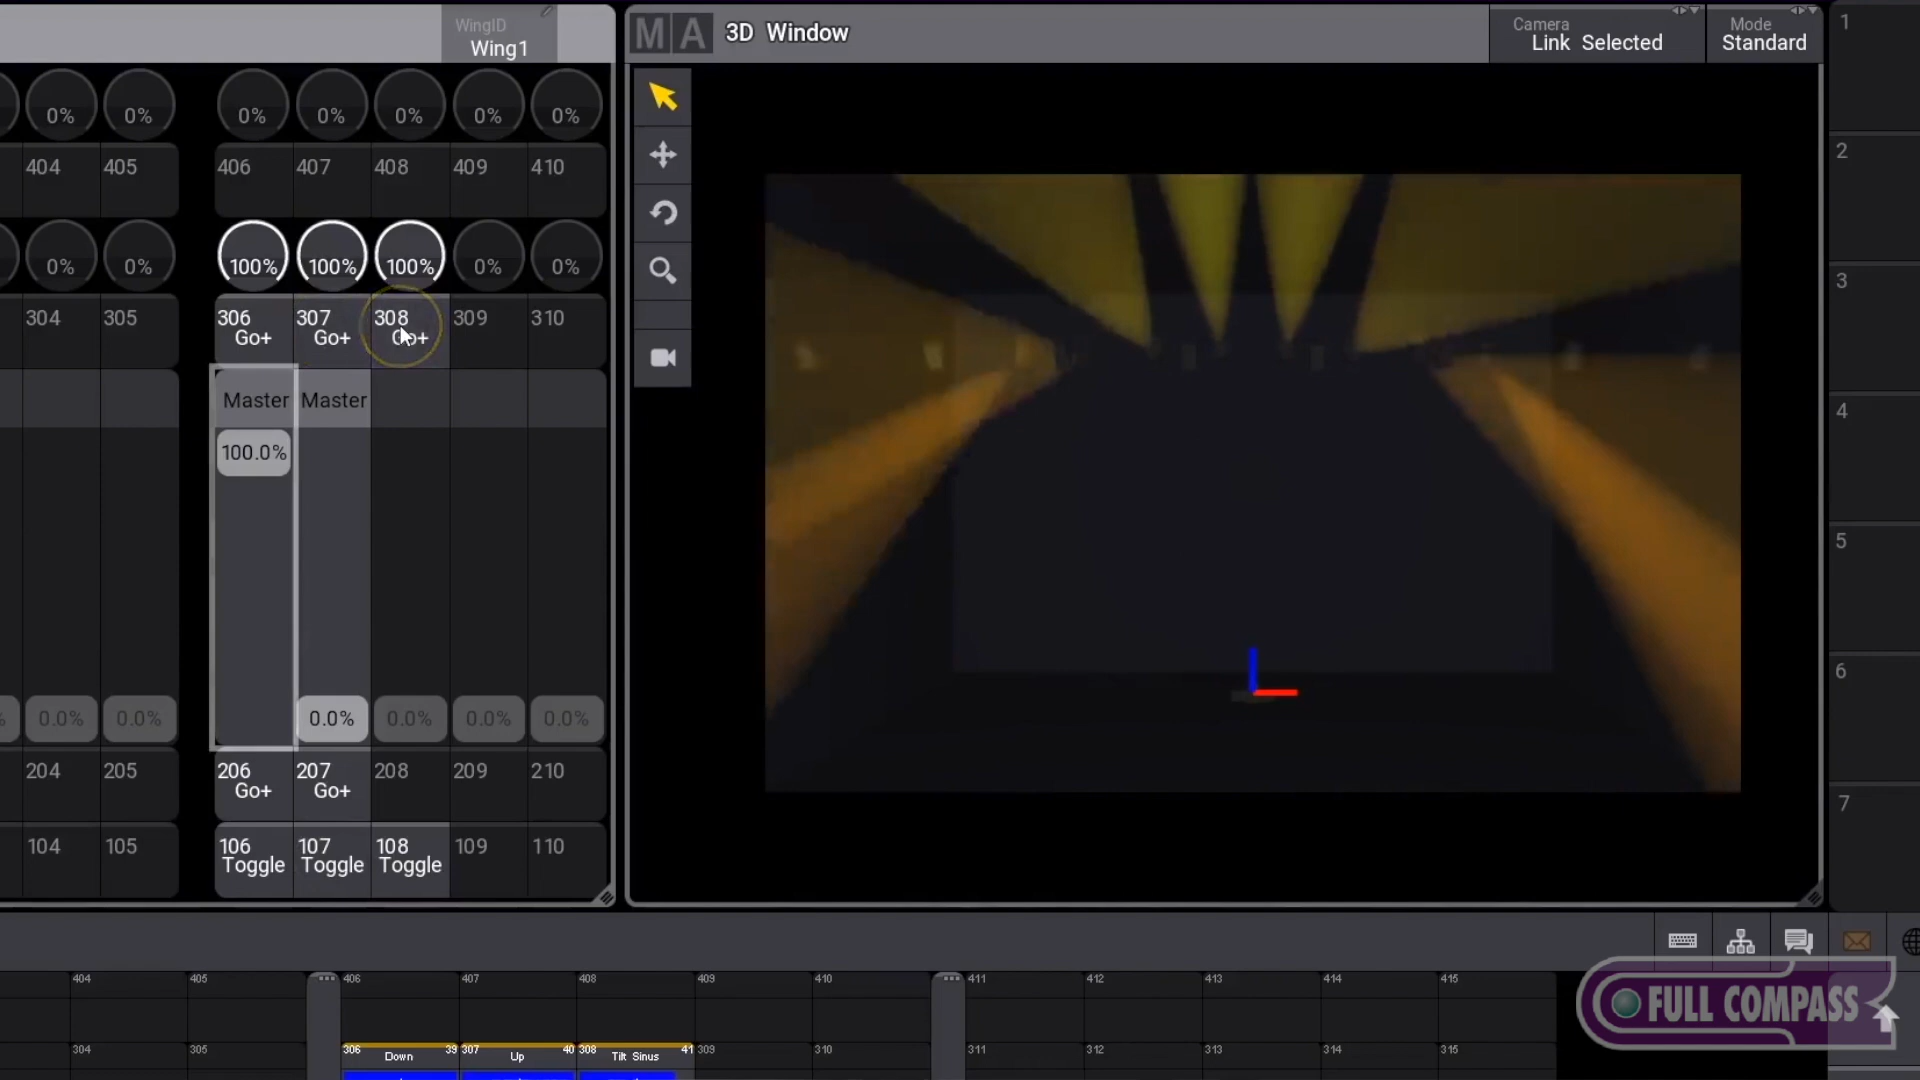 WingID
Wing1
MA 3D Window
Camera
Link Selected
Mode
Standard
0% 0% 0% 0% 0% 0% 0%
404 405 406 407 408 409 410
0% 0% 100% 100% 100% 0% 0%
304 305 306 307 308 309 310
Go+ Go+ Go+
Master Master
100.0%
% 0.0% 0.0% 0.0% 0.0% 0.0% 0.0%
204 205 206 207 208 209 210
Go+ Go+
104 105 106 107 108 109 110
Toggle Toggle Toggle
1
2
3
4
5
6
7
404 405 406 407 408 409 410 411 412 413 414 415
304 305 306 Down 39 307 Up 40 308 Tilt Sinus 41 309 310 311 312 313 314 315
FULL COMPASS